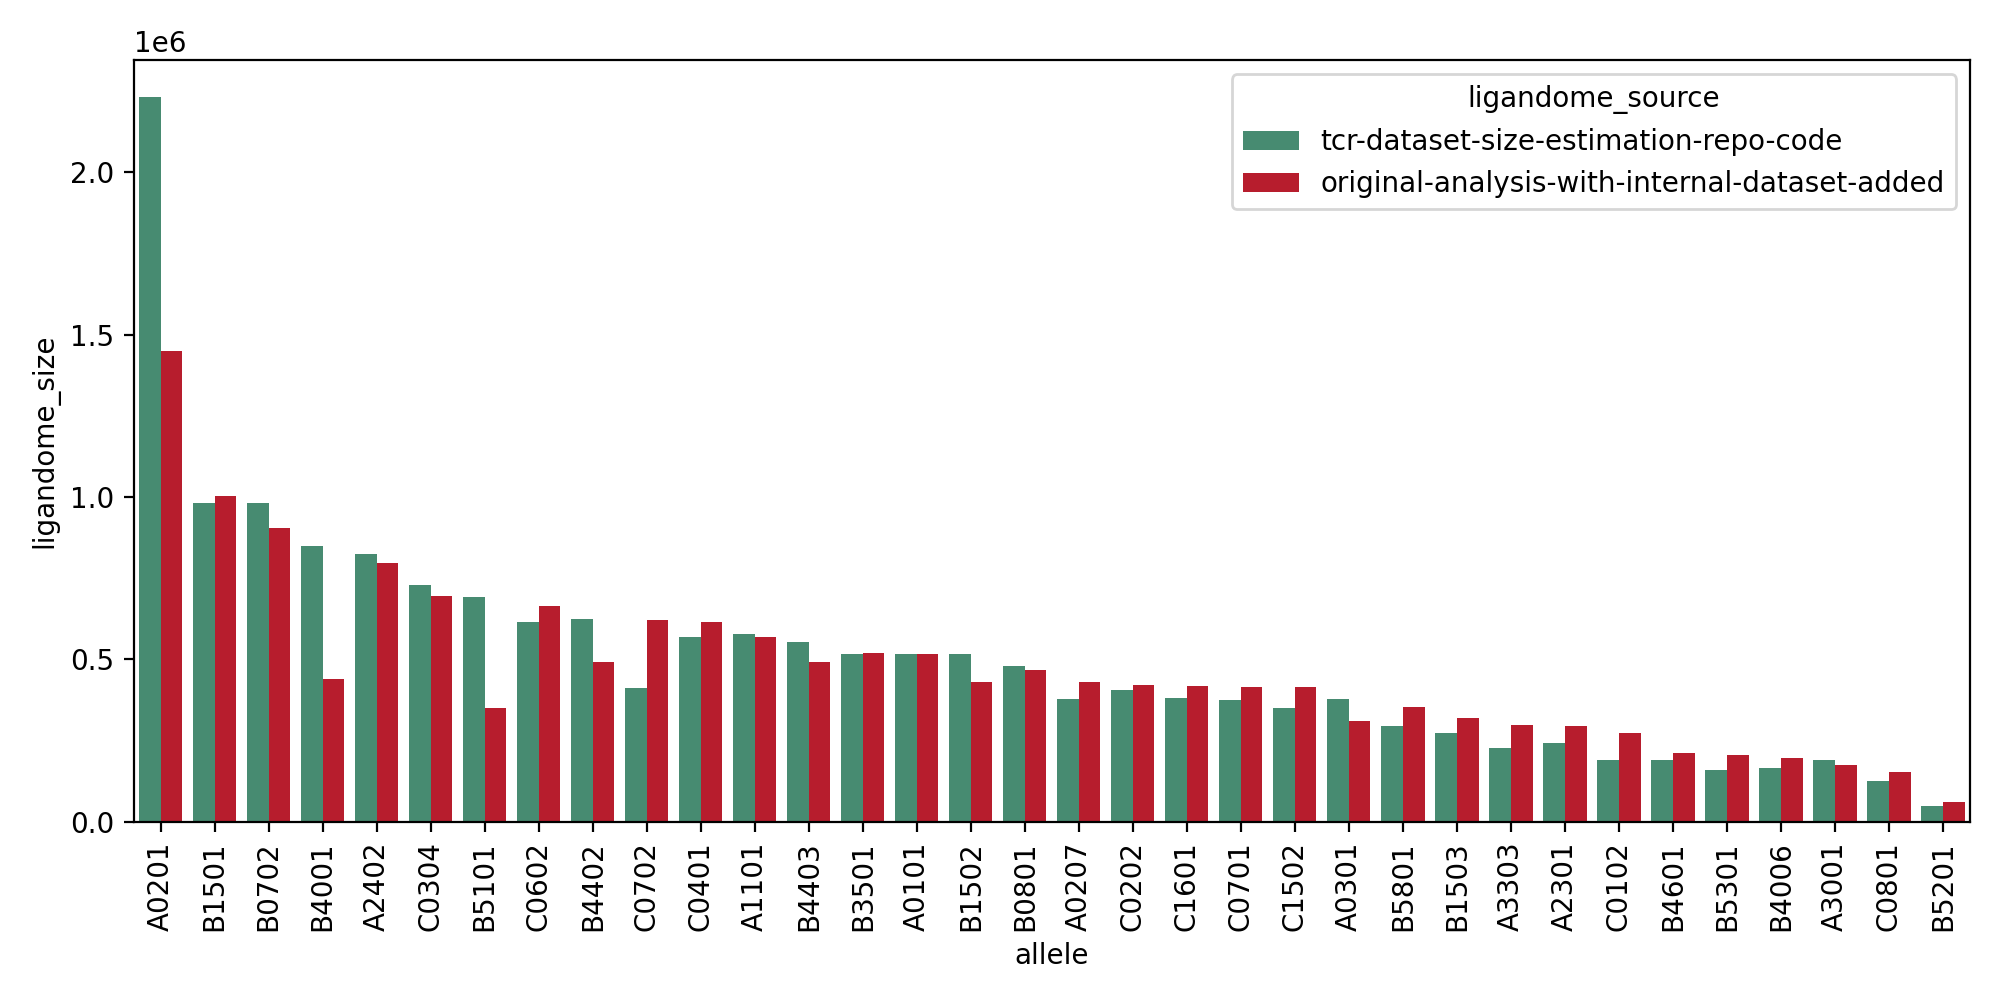 1e6
ligandome_source
tcr-dataset-size-estimation-repo-code
original-analysis-with-internal-dataset-added
2.0
1.5
1.0
0.5
0.0
ligandome_size
A0201
B1501
B0702
B4001
A2402
C0304
B5101
C0602
B4402
C0702
C0401
A1101
B4403
B3501
A0101
B1502
B0801
A0207
C0202
C1601
C0701
C1502
A0301
B5801
B1503
A3303
A2301
C0102
B4601
B5301
B4006
A3001
C0801
B5201
allele